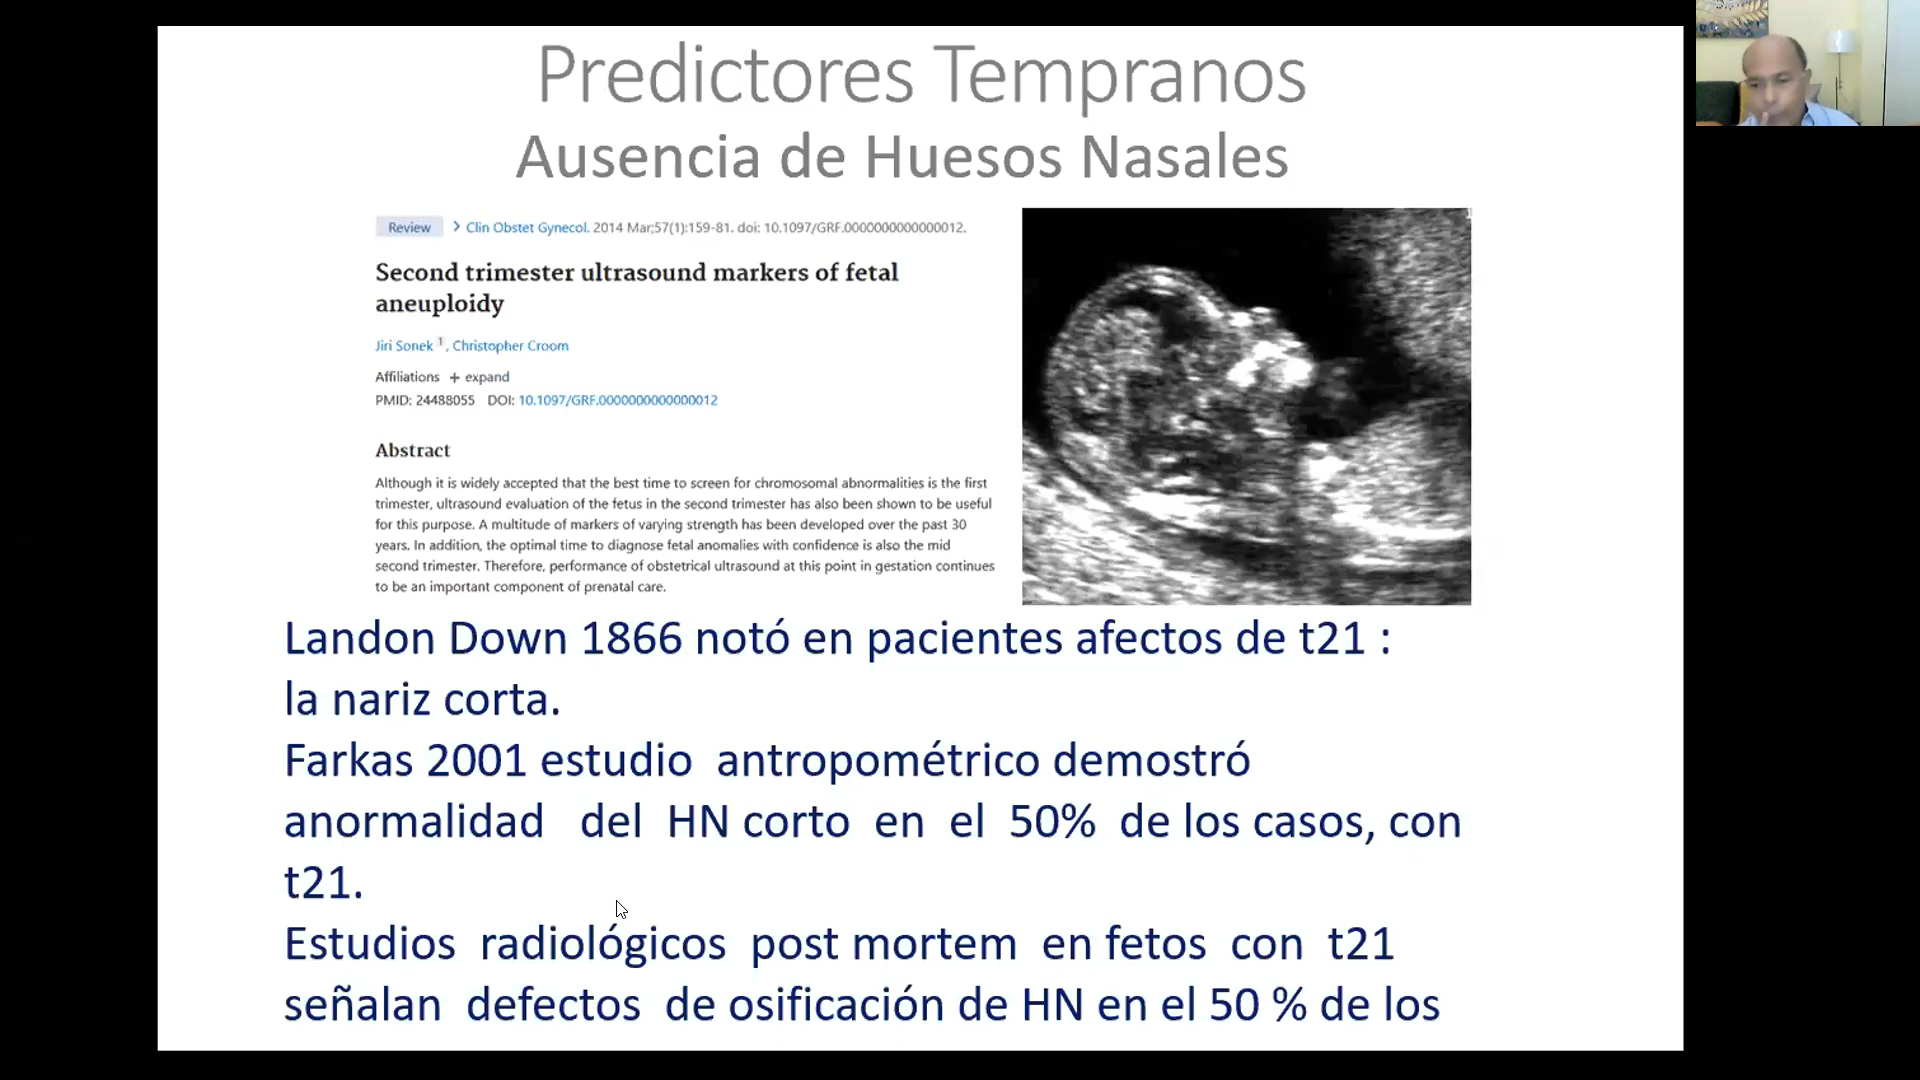 Predictores Tempranos
Ausencia de Huesos Nasales
Review > Clin Obstet Gynecol. 2014 Mar;57(1):159-81. doi: 10.1097/GRF.0000000000000012.
Second trimester ultrasound markers of fetal
aneuploidy
Jiri Sonek 1, Christopher Croom
Affiliations + expand
PMID: 24488055 DOI: 10.1097/GRF.0000000000000012
Abstract
Although it is widely accepted that the best time to screen for chromosomal abnormalities is the first
trimester, ultrasound evaluation of the fetus in the second trimester has also been shown to be useful
for this purpose. A multitude of markers of varying strength has been developed over the past 30
years. In addition, the optimal time to diagnose fetal anomalies with confidence is also the mid
second trimester. Therefore, performance of obstetrical ultrasound at this point in gestation continues
to be an important component of prenatal care.
Landon Down 1866 notó en pacientes afectos de t21 :
la nariz corta.
Farkas 2001 estudio antropométrico demostró
anormalidad del HN corto en el 50% de los casos, con
t21.
Estudios radiológicos post mortem en fetos con t21
señalan defectos de osificación de HN en el 50 % de los